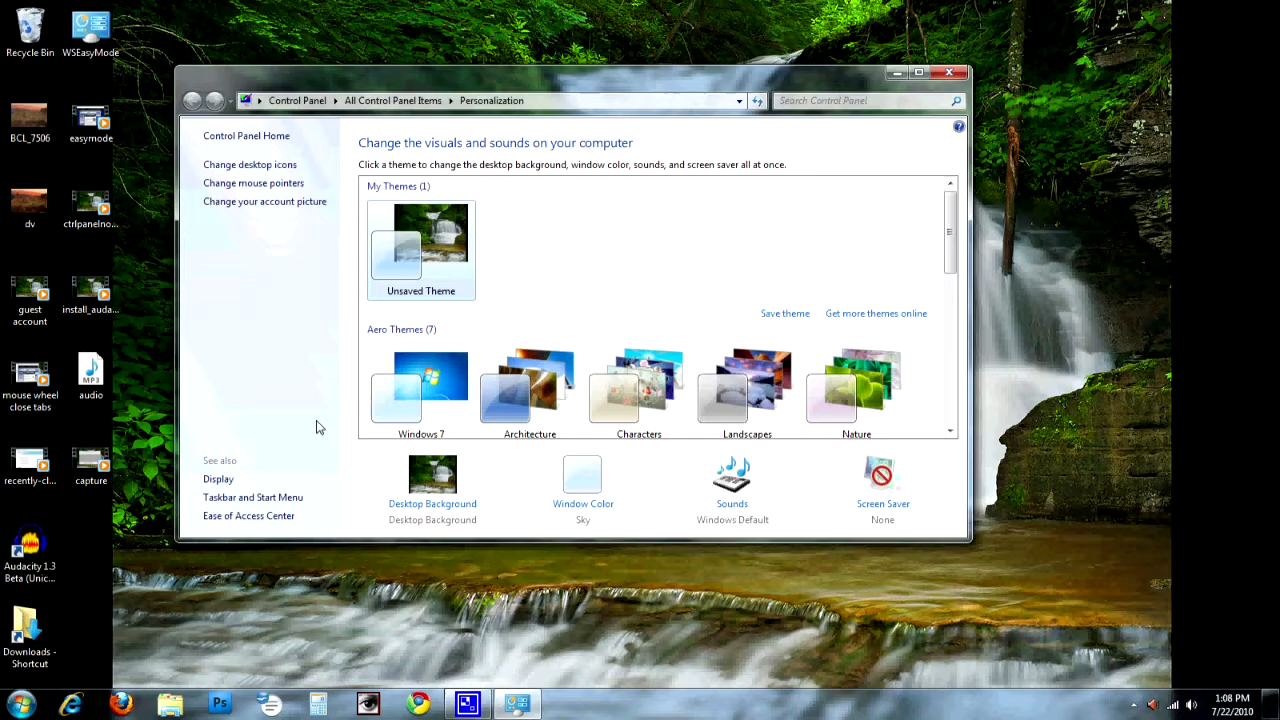 Recycle Bin
WSEasyMode
BCL_7506
easymode
dv
ctrlpanelno...
guest
account
install_auda...
mouse wheel
close tabs
MP3
audio
recently-cl...
capture
Audacity 1.3
Beta (Unic...
Downloads -
Shortcut
Control Panel
All Control Panel Items
Personalization
Search Control Panel
Control Panel Home
Change desktop icons
Change mouse pointers
Change your account picture
See also
Display
Taskbar and Start Menu
Ease of Access Center
Change the visuals and sounds on your computer
Click a theme to change the desktop background, window color, sounds, and screen saver all at once.
My Themes (1)
Unsaved Theme
Save theme
Get more themes online
Aero Themes (7)
Windows 7
Architecture
Characters
Landscapes
Nature
Desktop Background
Desktop Background
Window Color
Sky
Sounds
Windows Default
Screen Saver
None
Ps
1:08 PM
7/22/2010